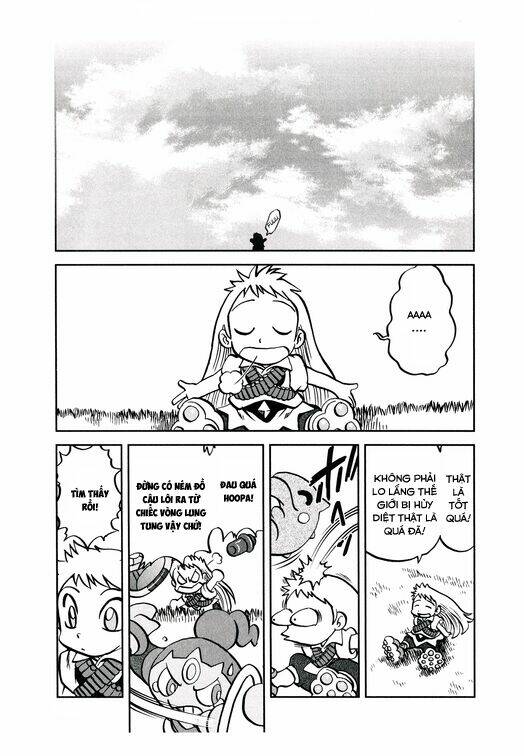 FUUU
AAAA
....
THẬT
LÀ
TỐT
QUÁ!
KHÔNG PHẢI
LO LẮNG THẾ
GIỚI BỊ HỦY
DIỆT THẬT LÀ
QUÁ ĐÃ!
ĐAU QUÁ
HOOPA!
ĐỪNG CÓ NÉM ĐỒ
CẬU LÔI RA TỪ
CHIẾC VÒNG LUNG
TUNG VẬY CHỨ!
TÌM THẤY
RỒI!